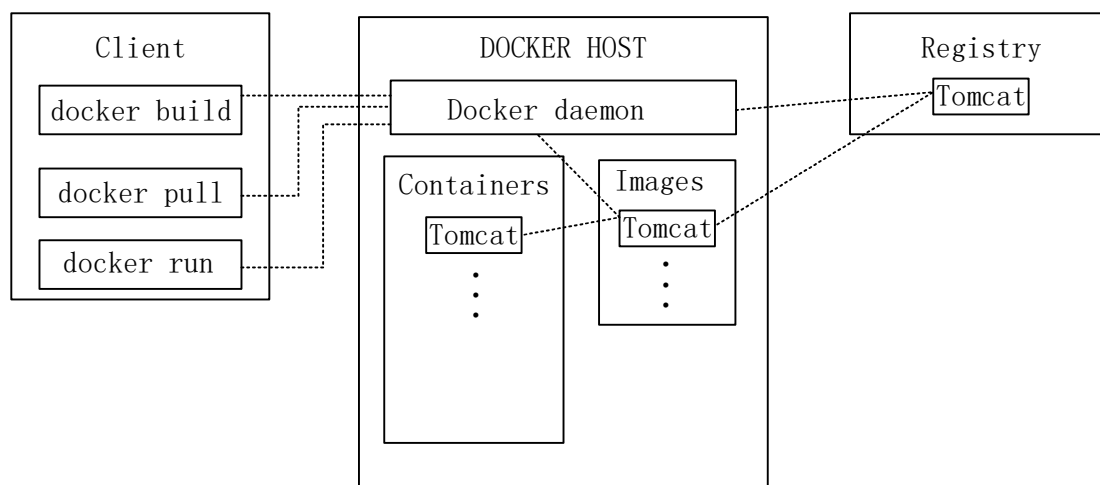 Client
docker build
docker pull
docker run
DOCKER HOST
Docker daemon
Containers
Tomcat
Images
Tomcat
Registry
Tomcat